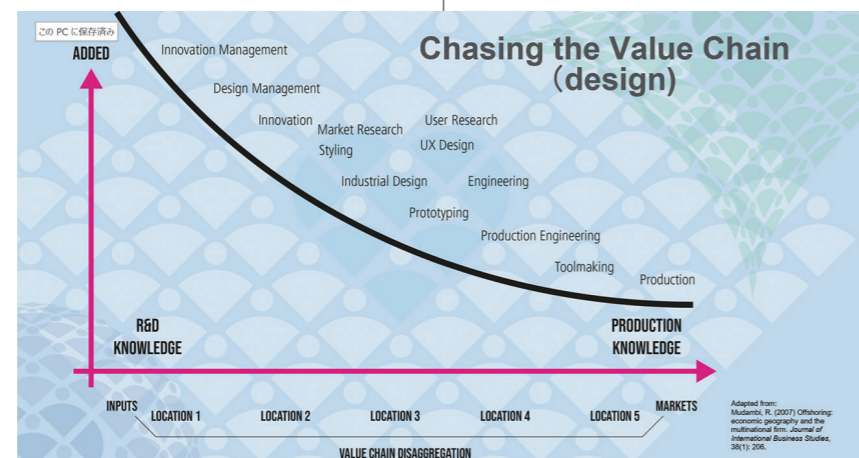 この PC に保存済み
ADDED
Chasing the Value Chain
（design)
Innovation Management
Design Management
Innovation
Market Research
User Research
Styling
UX Design
Industrial Design
Engineering
Prototyping
Production Engineering
Toolmaking
Production
R&D
KNOWLEDGE
PRODUCTION
KNOWLEDGE
INPUTS
LOCATION 1
LOCATION 2
LOCATION 3
LOCATION 4
LOCATION 5
MARKETS
VALUE CHAIN DISAGGREGATION
Adapted from:
Mudambi, R. (2007) Offshoring:
economic geography and the
multinational firm. Journal of
International Business Studies,
38(1): 206.